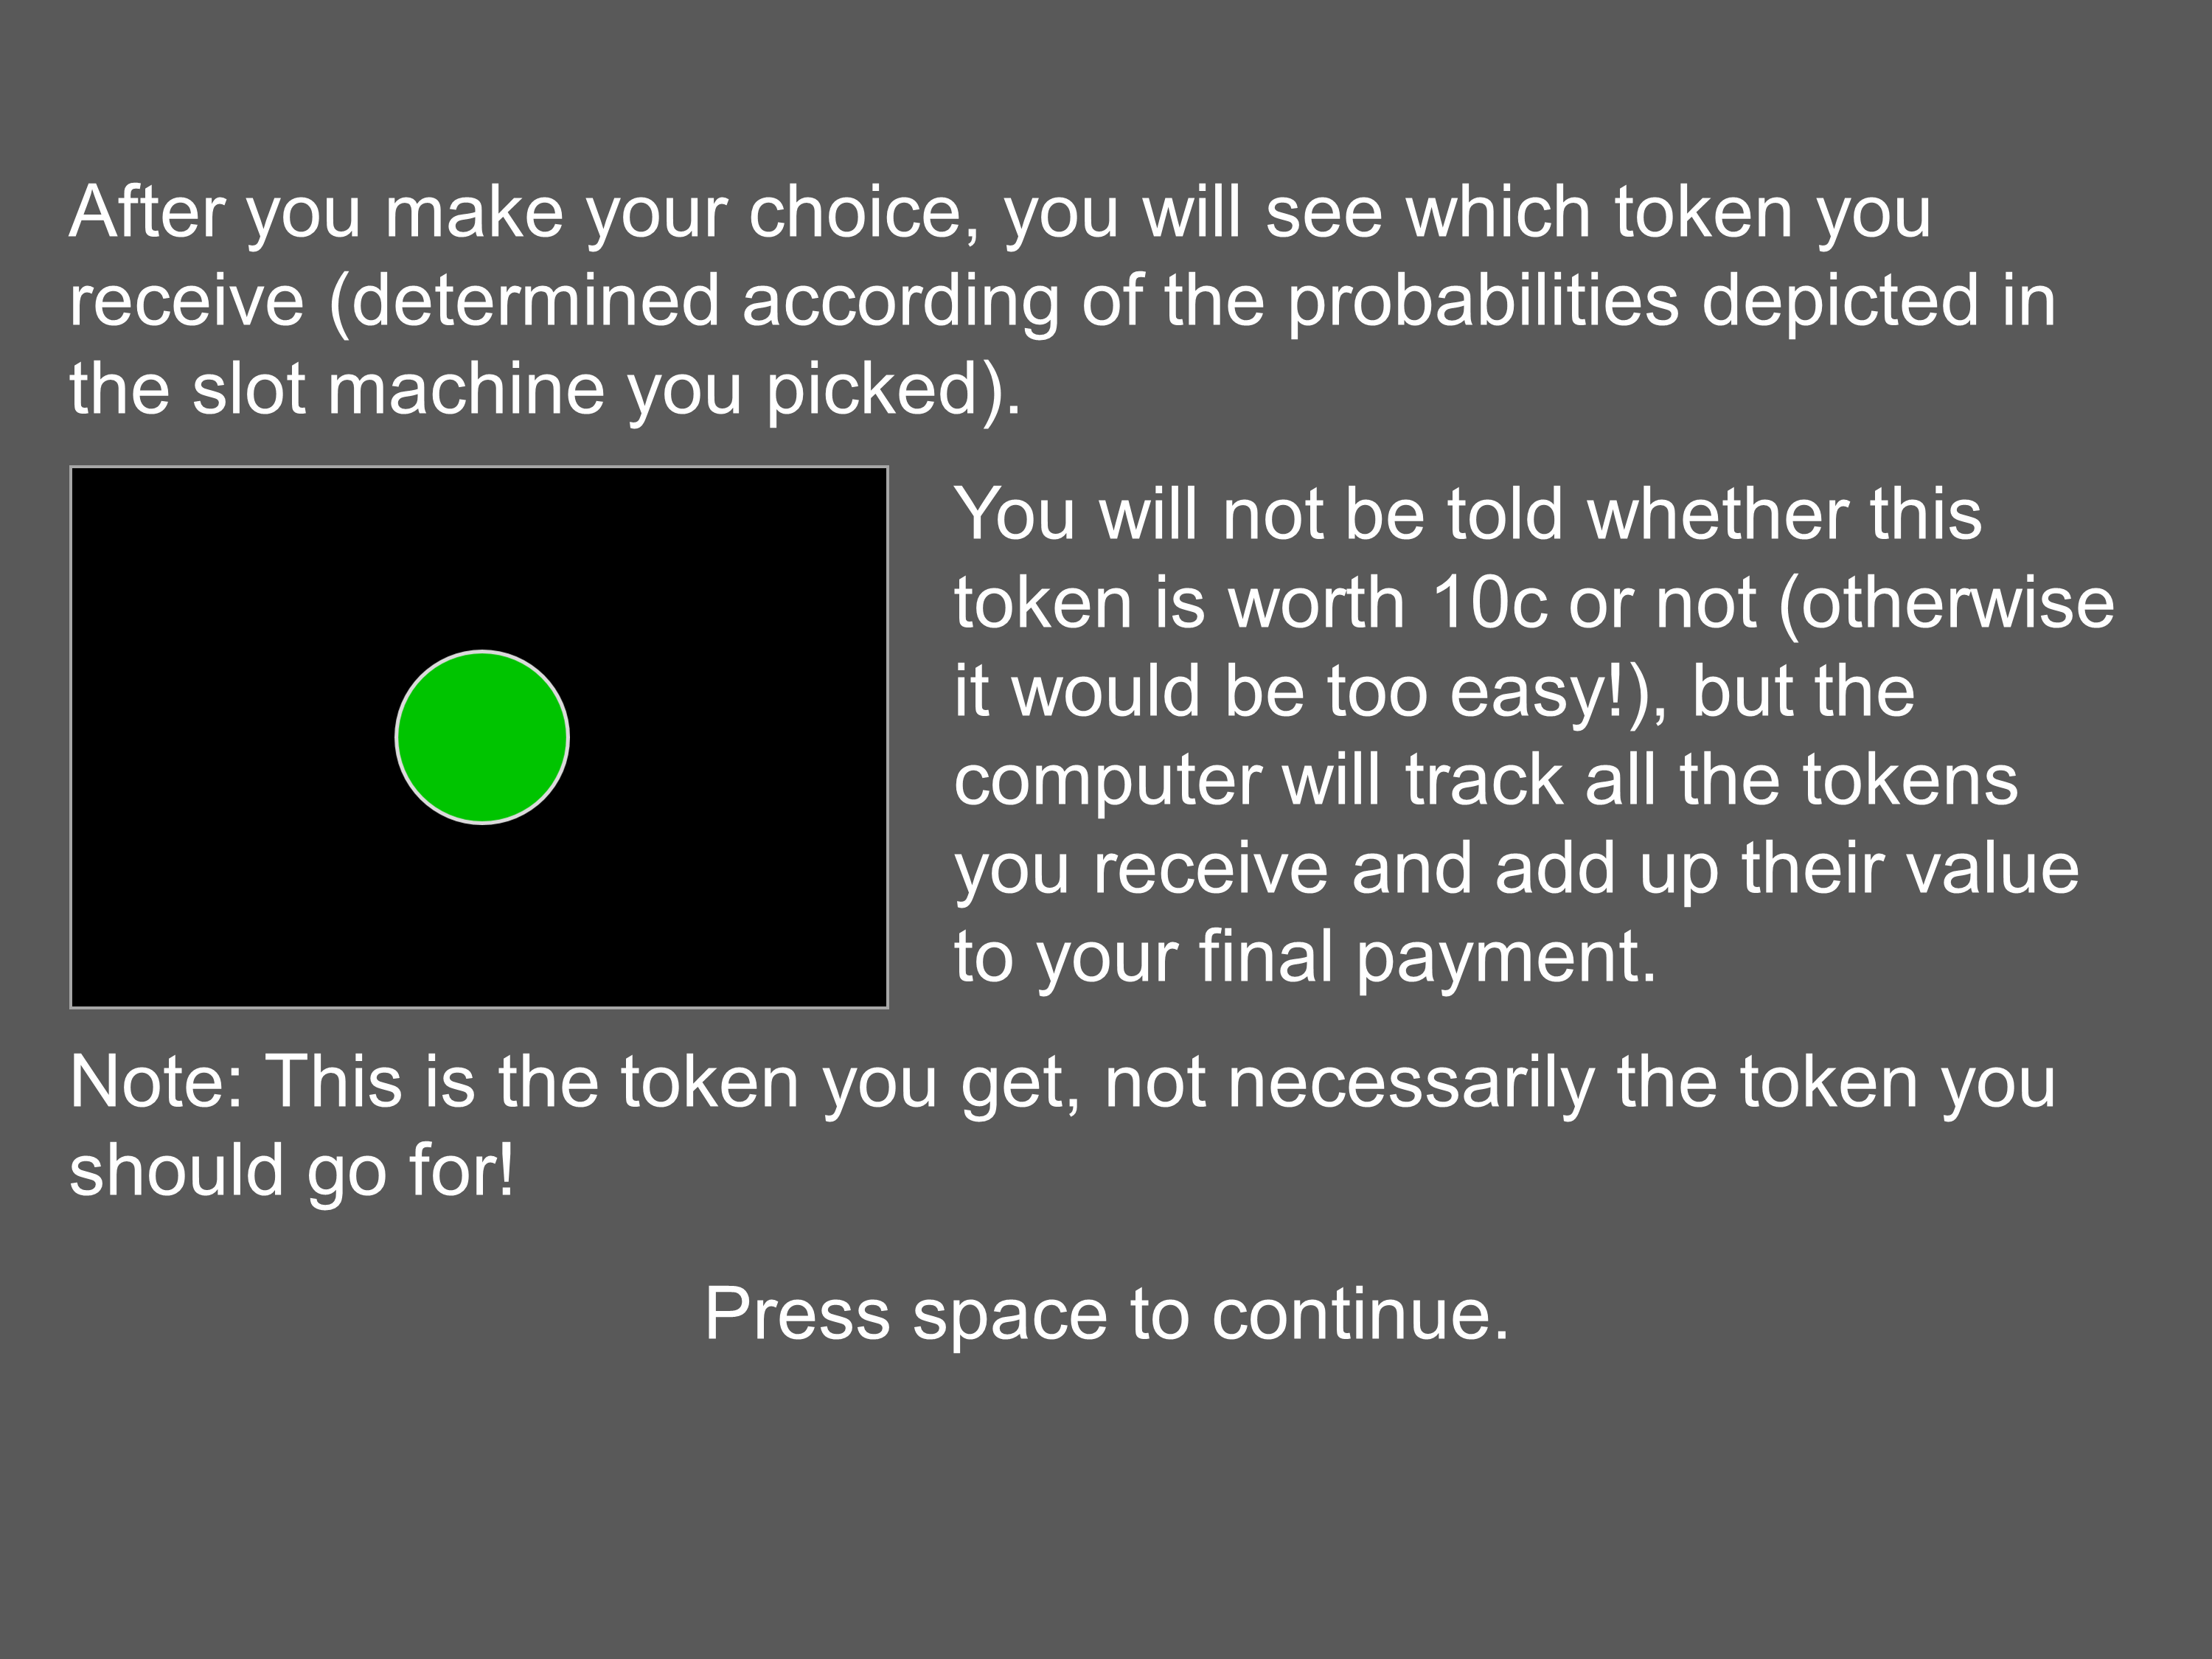 After you make your choice, you will see which token you
receive (determined according of the probabilities depicted in
the slot machine you picked).
You will not be told whether this
token is worth 10c or not (otherwise
it would be too easy!), but the
computer will track all the tokens
you receive and add up their value
to your final payment.
Note: This is the token you get, not necessarily the token you
should go for!
Press space to continue.